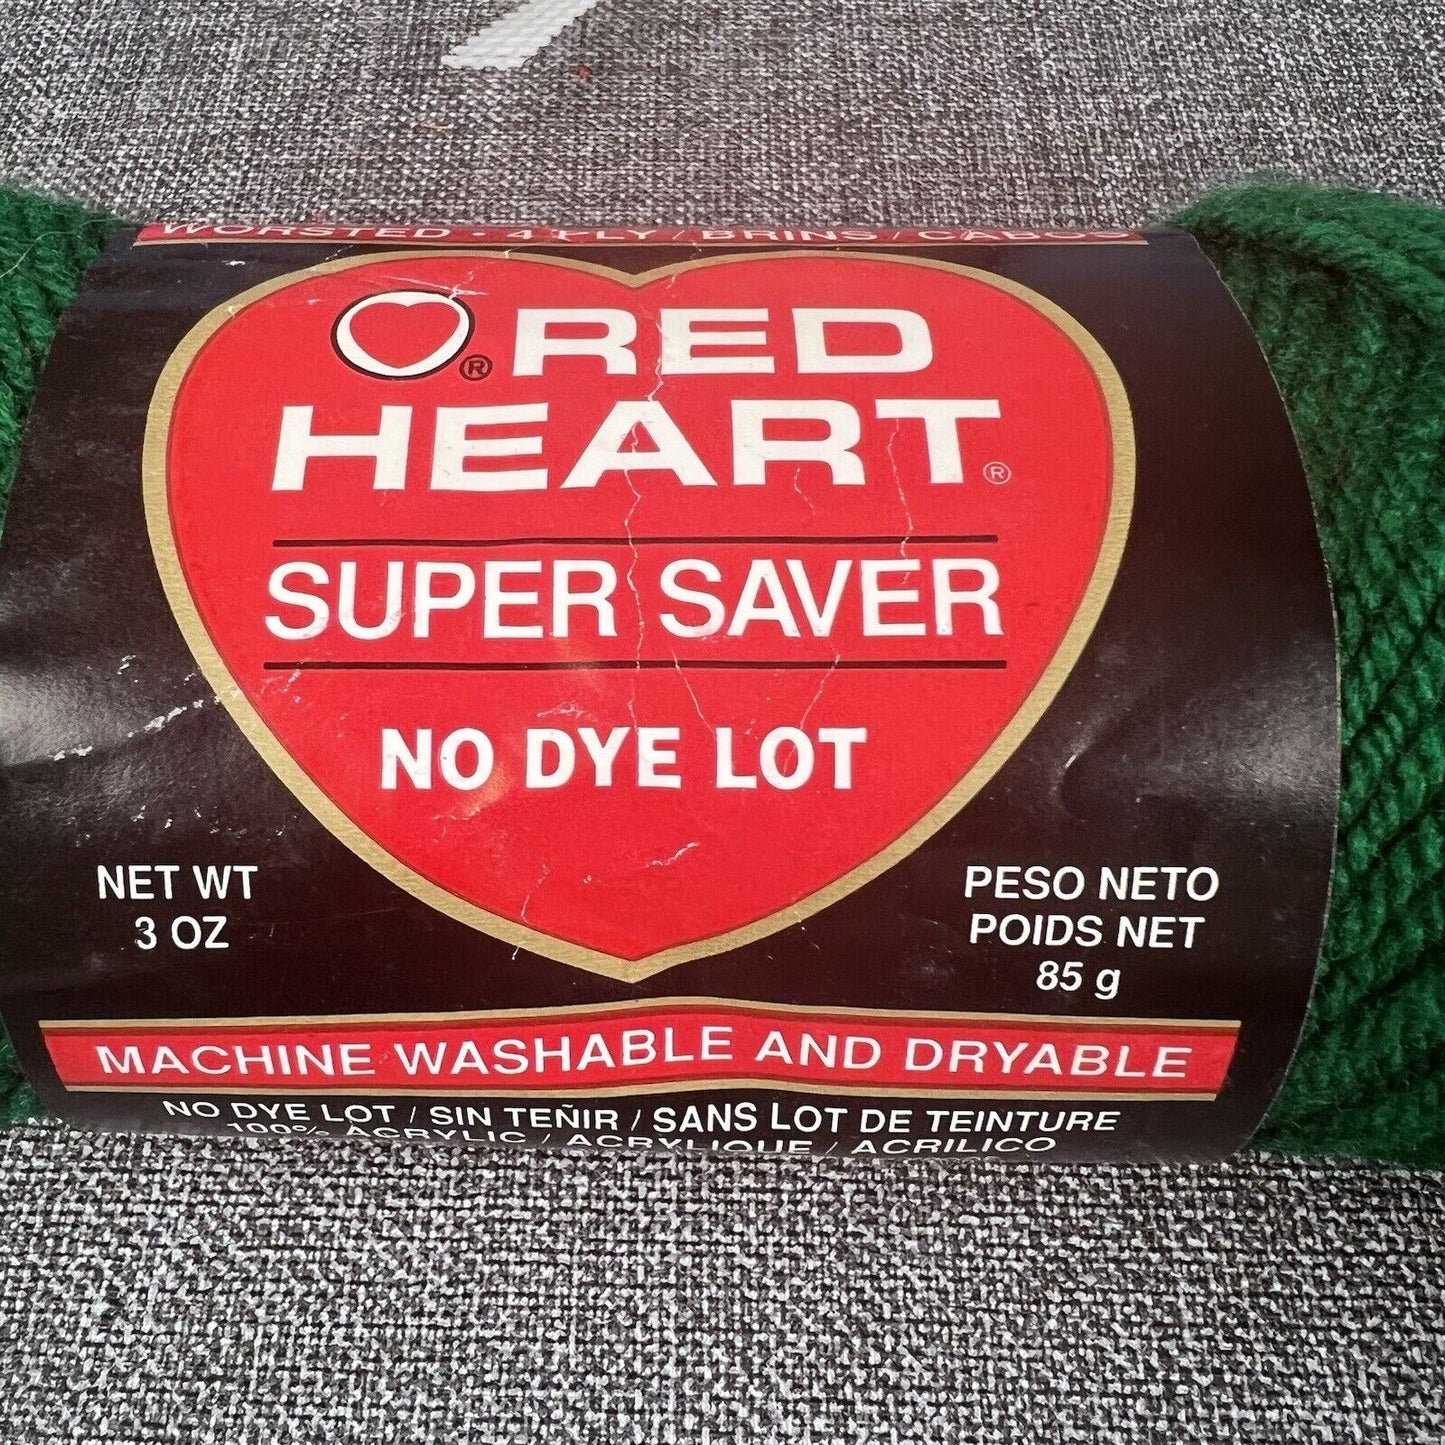 WORSTED • 4 PLY / BRINS / CABOS
® RED
HEART®
SUPER SAVER
NO DYE LOT
NET WT
3 OZ
PESO NETO
POIDS NET
85 g
MACHINE WASHABLE AND DRYABLE
NO DYE LOT / SIN TEÑIR / SANS LOT DE TEINTURE
100% ACRYLIC / ACRYLIQUE / ACRILICO